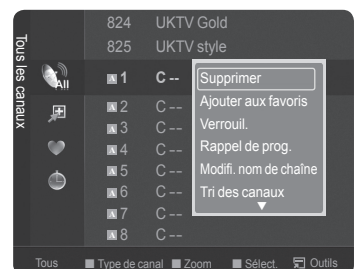 824 UKTV Gold
825 UKTV style
Tous les canaux
All
A 1 C --
A 2 C --
A 3 C --
A 4 C --
A 5 C --
A 6 C --
A 7 C --
A 8 C --
Supprimer
Ajouter aux favoris
Verrouil.
Rappel de prog.
Modifi. nom de chaîne
Tri des canaux
Tous Type de canal Zoom Sélect. Outils